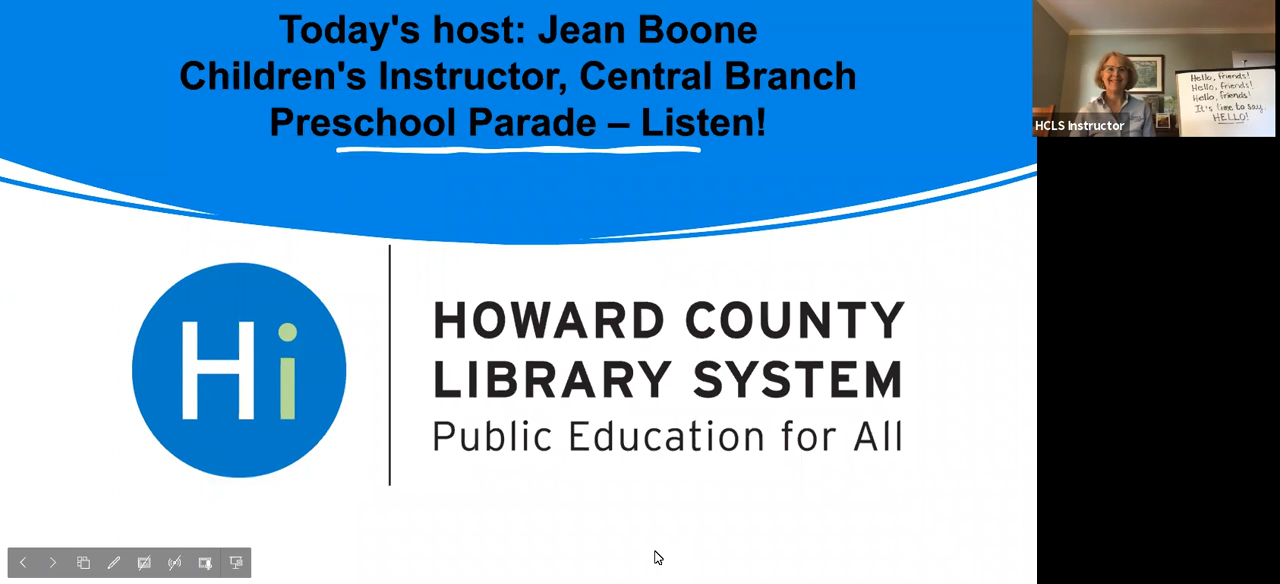 Today's host: Jean Boone
Children's Instructor, Central Branch
Preschool Parade – Listen!
Hi
HOWARD COUNTY
LIBRARY SYSTEM
Public Education for All
Hello, friends!
Hello, friends!
Hello, friends!
It's time to say
HELLO!
HCLS Instructor